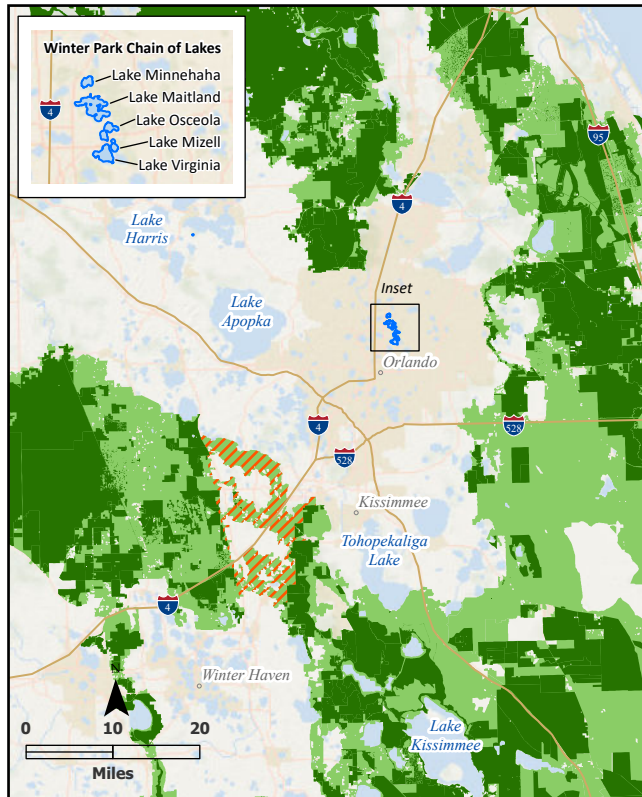 Winter Park Chain of Lakes
Lake Minnehaha
Lake Maitland
Lake Osceola
Lake Mizell
Lake Virginia
4
95
4
Lake
Harris
Inset
Lake
Apopka
Orlando
4
528
528
Kissimmee
Tohopekaliga
Lake
4
N
Winter Haven
0 10 20
Miles
Lake
Kissimmee